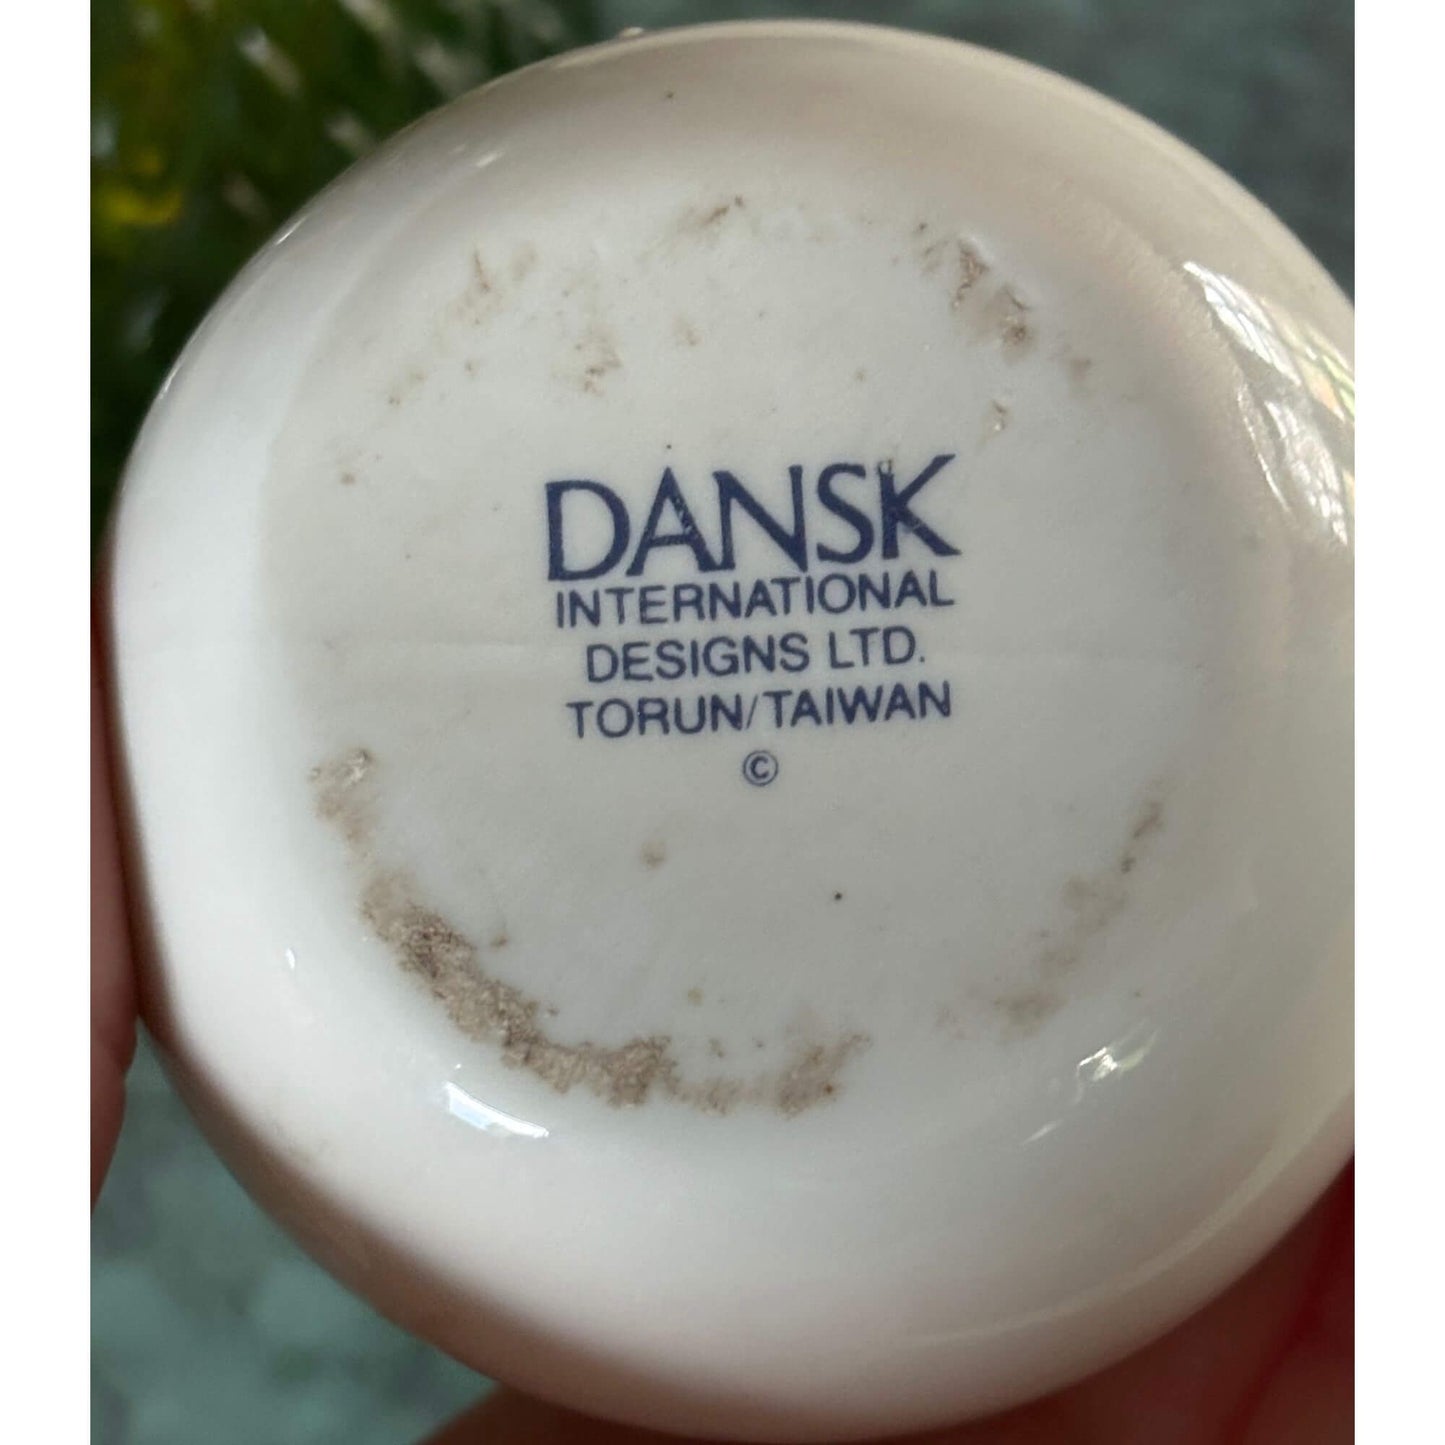 DANSK
INTERNATIONAL
DESIGNS LTD.
TORUN/TAIWAN
©